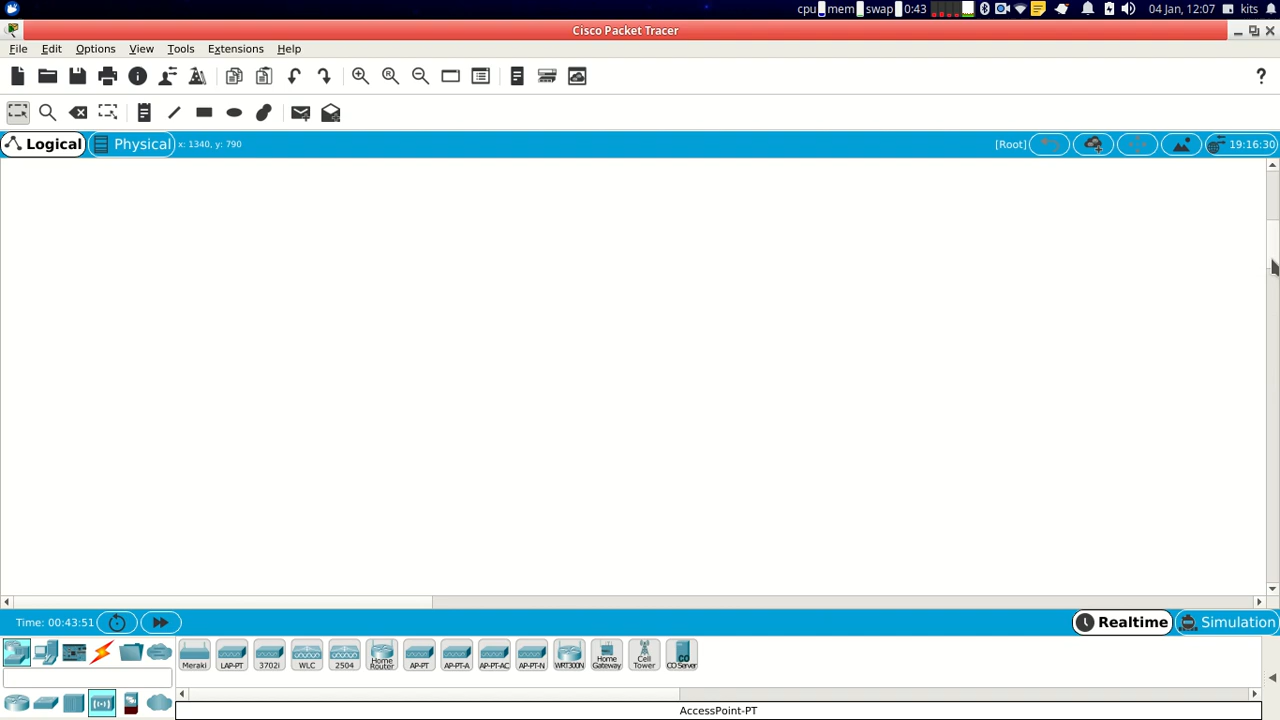 cpu mem swap 0:43 04 Jan, 12:07 kits
Cisco Packet Tracer
File Edit Options View Tools Extensions Help
?
Logical Physical x: 1340, y: 790 [Root] 19:16:30
Time: 00:43:51 Realtime Simulation
Meraki LAP-PT 3702i WLC 2504 Home Router AP-PT AP-PT-A AP-PT-AC AP-PT-N WRT300N Home Gateway Cell Tower CO Server
AccessPoint-PT